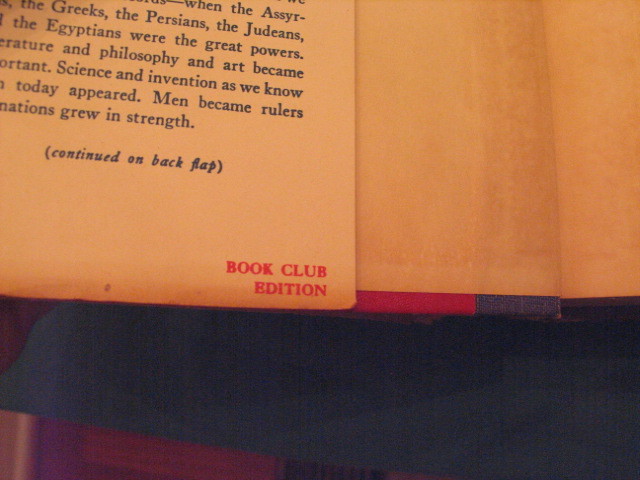 when the Assyr-
the Greeks, the Persians, the Judeans,
the Egyptians were the great powers.
and philosophy and art became
Science and invention as we know
today appeared. Men became rulers
nations grew in strength.
(continued on back flap)
BOOK CLUB
EDITION